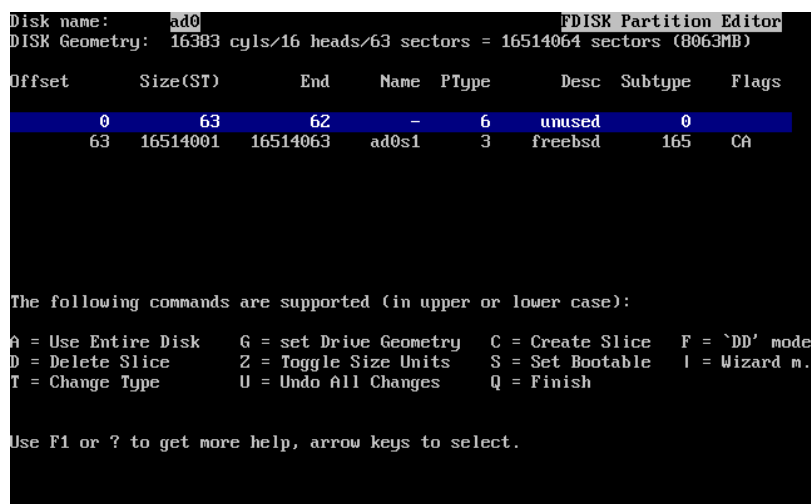 Disk name:      ad0                                    FDISK Partition Editor
DISK Geometry:  16383 cyls/16 heads/63 sectors = 16514064 sectors (8063MB)
Offset       Size(ST)        End     Name  PType       Desc  Subtype    Flags
0         63         62        -      6     unused        0
63   16514001   16514063    ad0s1      3    freebsd      165    CA
The following commands are supported (in upper or lower case):
A = Use Entire Disk    G = set Drive Geometry   C = Create Slice   F = `DD' mode
D = Delete Slice       Z = Toggle Size Units    S = Set Bootable   | = Wizard m.
T = Change Type        U = Undo All Changes     Q = Finish
Use F1 or ? to get more help, arrow keys to select.